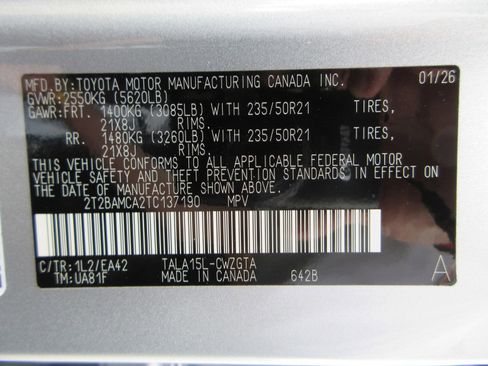 MFD.BY:TOYOTA MOTOR MANUFACTURING CANADA INC. 01/26
GVWR:2550KG (5620LB)
GAWR:FRT. 1400KG (3085LB) WITH 235/50R21 TIRES,
21X8J RIMS.
RR. 1480KG (3260LB) WITH 235/50R21 TIRES,
21X8J RIMS.
THIS VEHICLE CONFORMS TO ALL APPLICABLE FEDERAL MOTOR
VEHICLE SAFETY AND THEFT PREVENTION STANDARDS IN EFFECT ON
THE DATE OF MANUFACTURE SHOWN ABOVE.
2T2BAMCA2TC137190 MPV
C/TR:1L2/EA42 TALA15L-CWZGTA A
TM:UA81F MADE IN CANADA 642B